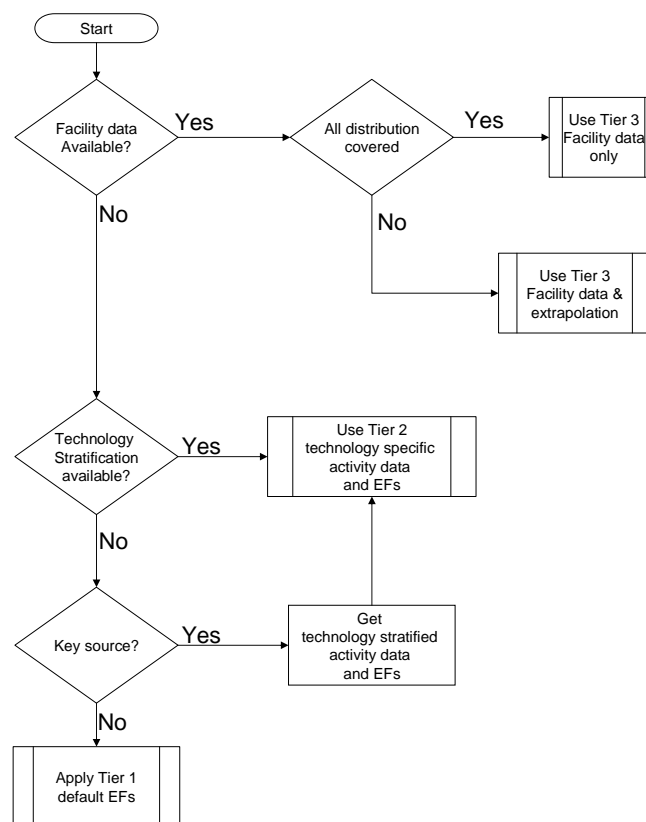 Start
Facility data
Available?
Yes
All distribution
covered
Yes
Use Tier 3
Facility data
only
No
No
Use Tier 3
Facility data &
extrapolation
Technology
Stratification
available?
Yes
Use Tier 2
technology specific
activity data
and EFs
No
Key source?
Yes
Get
technology stratified
activity data
and EFs
No
Apply Tier 1
default EFs